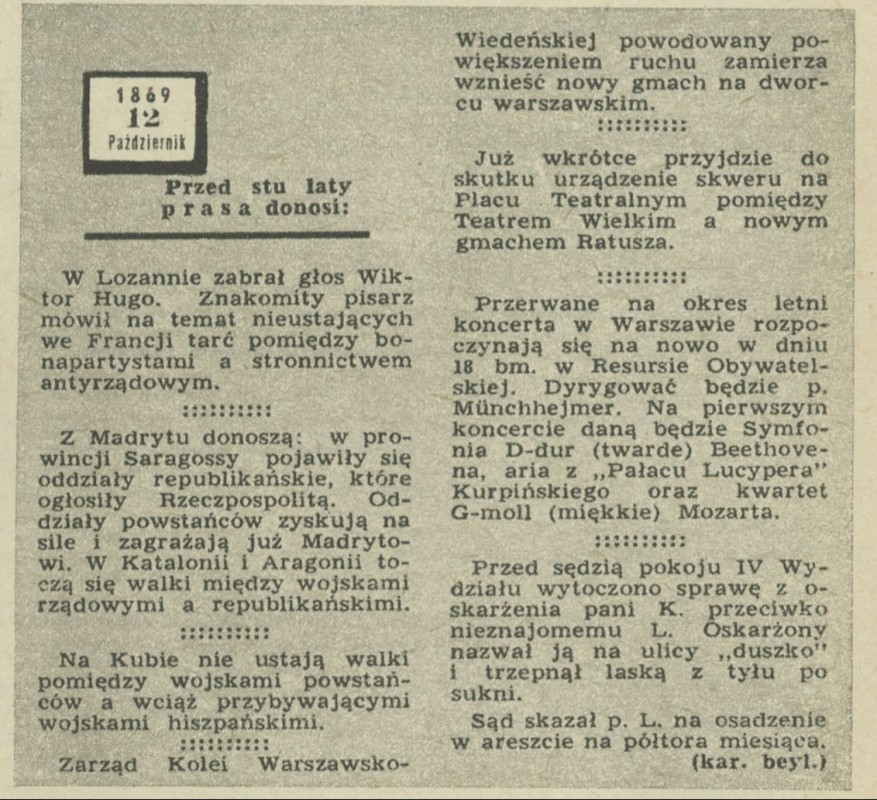 1869
12
Październik
Przed stu laty
prasa donosi:
W Lozannie zabrał głos Wik-
tor Hugo. Znakomity pisarz
mówił na temat nieustających
we Francji tarć pomiędzy bo-
napartystami a stronnictwem
antyrządowym.
Z Madrytu donoszą: w pro-
wincji Saragossy pojawiły się
oddziały republikańskie, które
ogłosiły Rzeczpospolitą. Od-
działy powstańców zyskują na
sile i zagrażają już Madryto-
wi. W Katalonii i Aragonii to-
czą się walki między wojskami
rządowymi a republikańskimi.
Na Kubie nie ustają walki
pomiędzy wojskami powstań-
ców a wciąż przybywającymi
wojskami hiszpańskimi.
Zarząd Kolei Warszawsko-
Wiedeńskiej powodowany po-
większeniem ruchu zamierza
wznieść nowy gmach na dwor-
cu warszawskim.
Już wkrótce przyjdzie do
skutku urządzenie skweru na
Placu Teatralnym pomiędzy
Teatrem Wielkim a nowym
gmachem Ratusza.
Przerwane na okres letni
koncerta w Warszawie rozpo-
czynają się na nowo w dniu
18 bm. w Resursie Obywatel-
skiej. Dyrygować będzie p.
Münchhejmer. Na pierwszym
koncercie daną będzie Symfo-
nia D-dur (twarde) Beethove-
na, aria z „Pałacu Lucypera"
Kurpińskiego oraz kwartet
G-moll (miękkie) Mozarta.
Przed sędzią pokoju IV Wy-
działu wytoczono sprawę z o-
skarżenia pani K. przeciwko
nieznajomemu L. Oskarżony
nazwał ją na ulicy „duszko"
i trzepnął laską z tyłu po
sukni.
Sąd skazał p. L. na osadzenie
w areszcie na półtora miesiąca.
(kar. beyl.)